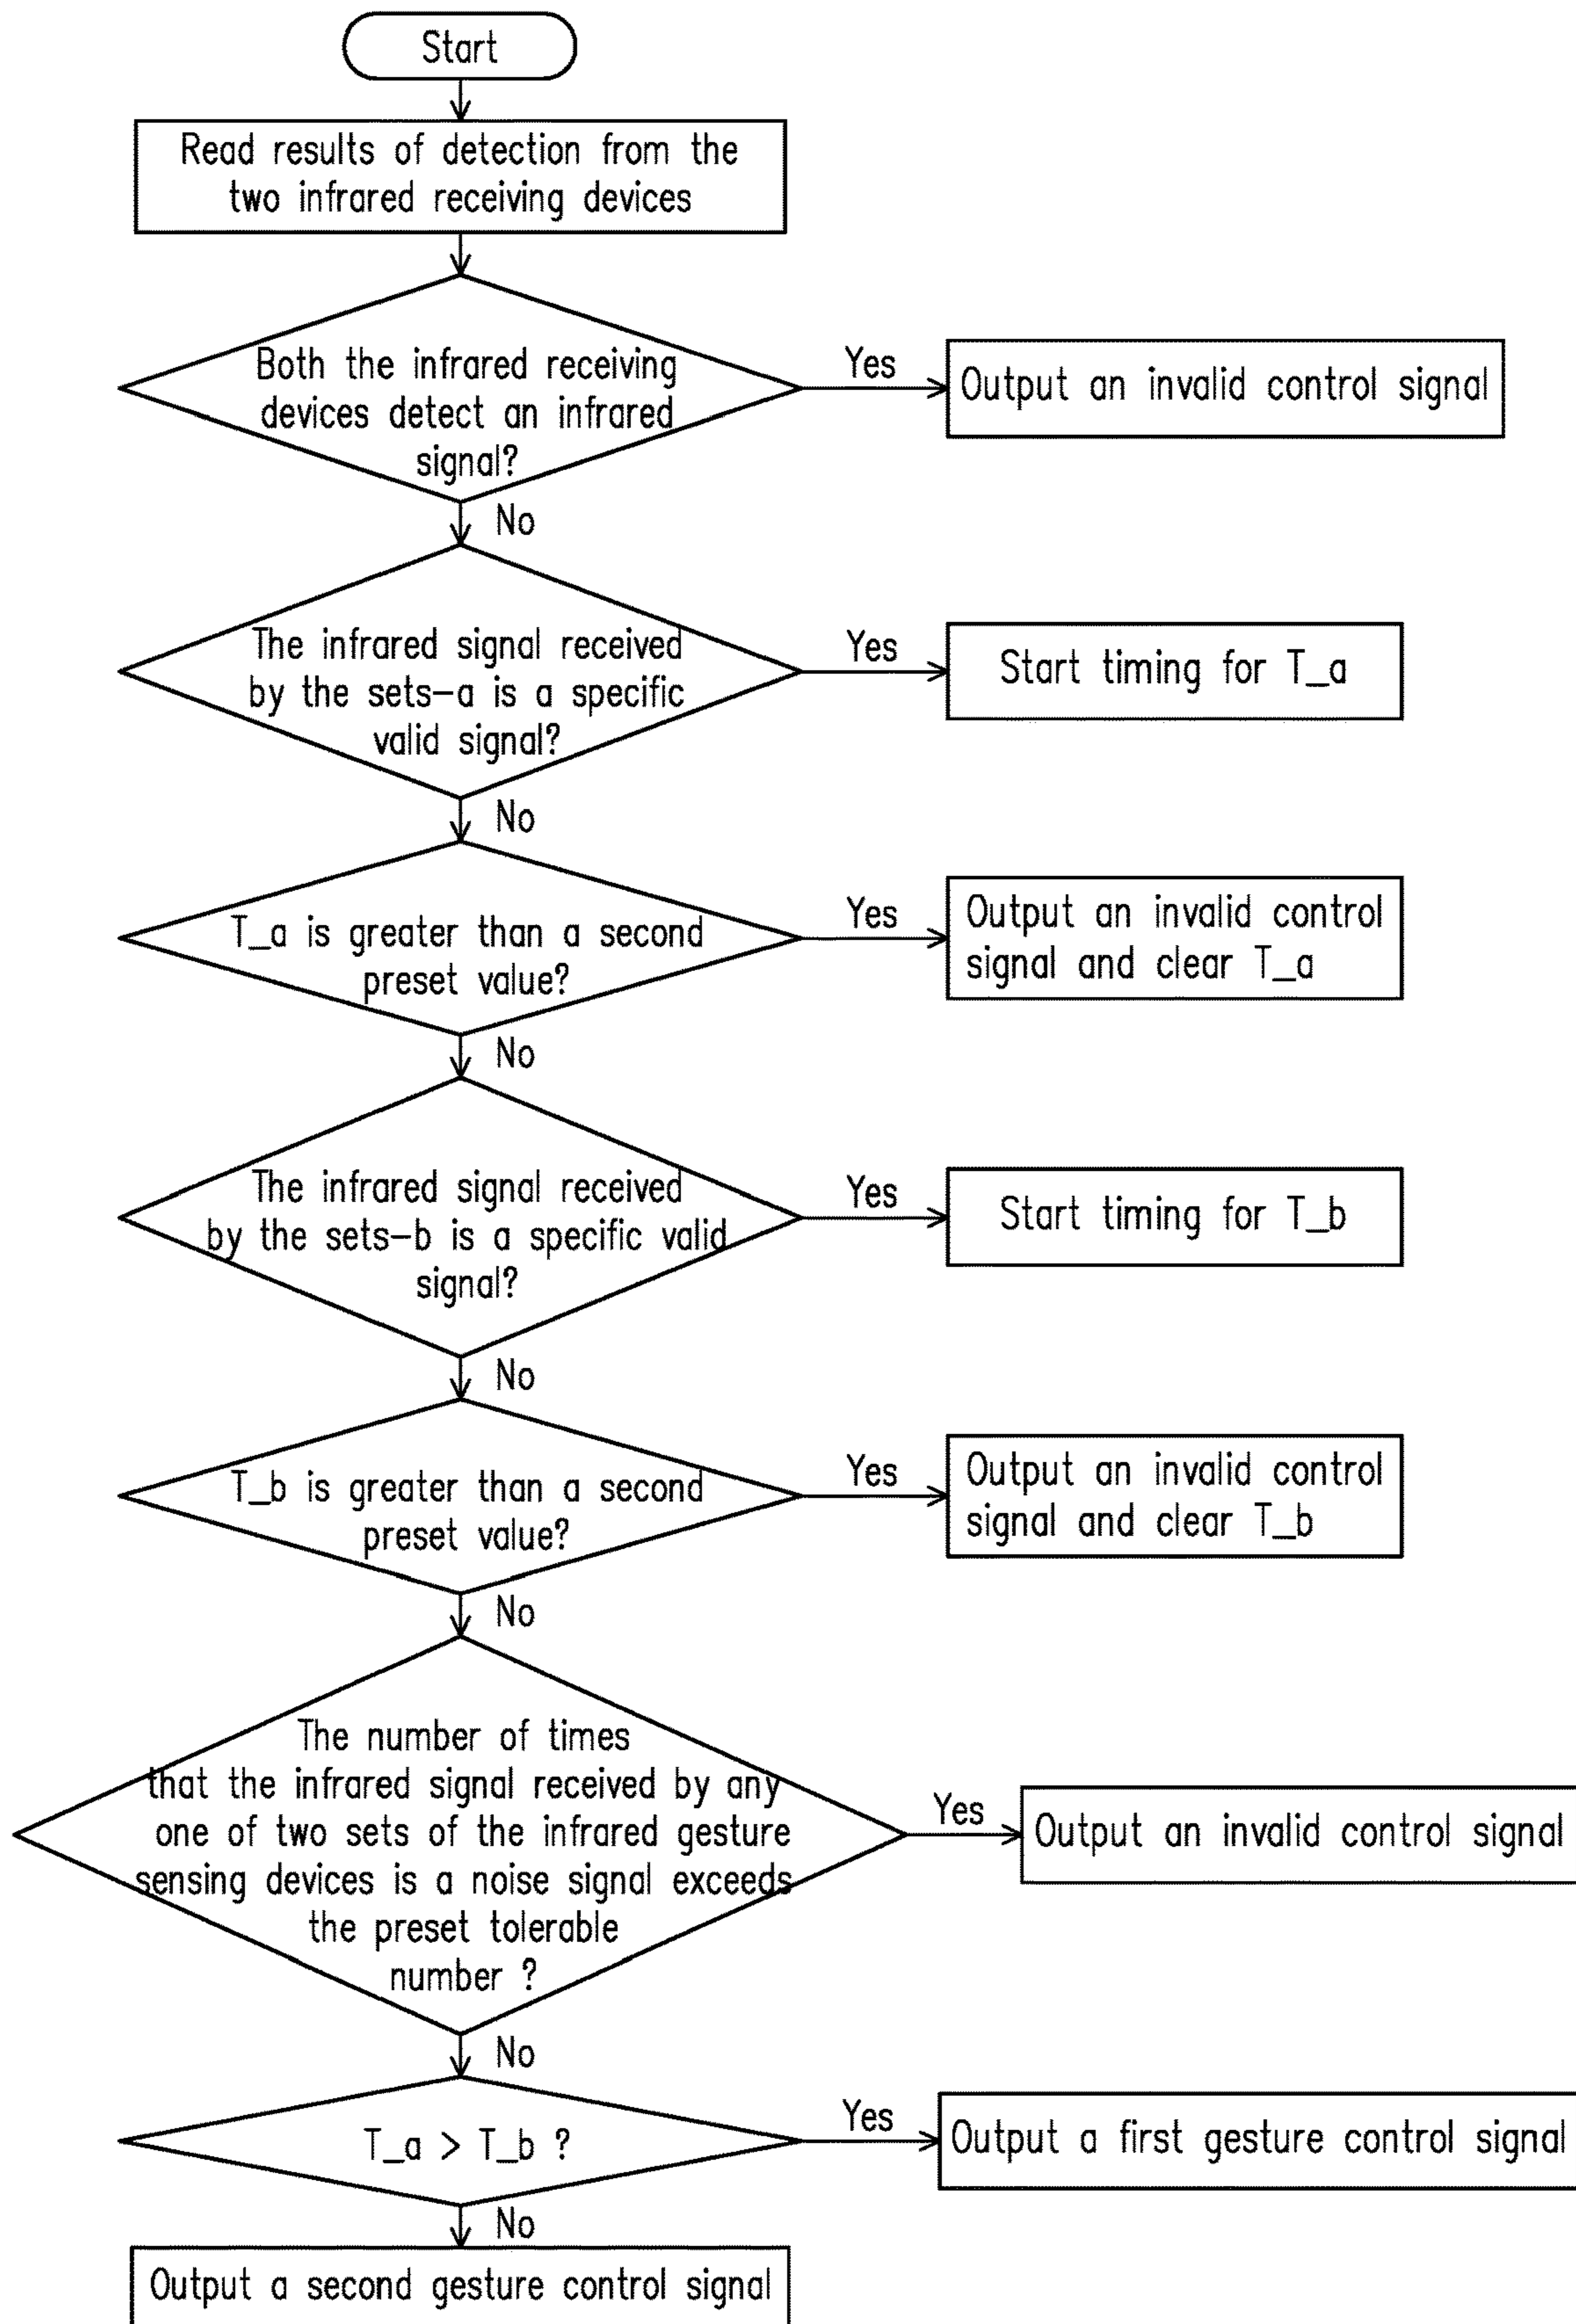 Start
Read results of detection from the
two infrared receiving devices
Both the infrared receiving
devices detect an infrared
signal?
Yes
Output an invalid control signal
No
The infrared signal received
by the sets-a is a specific
valid signal?
Yes
Start timing for T_a
No
T_a is greater than a second
preset value?
Yes
Output an invalid control
signal and clear T_a
No
The infrared signal received
by the sets-b is a specific valid
signal?
Yes
Start timing for T_b
No
T_b is greater than a second
preset value?
Yes
Output an invalid control
signal and clear T_b
No
The number of times
that the infrared signal received by any
one of two sets of the infrared gesture
sensing devices is a noise signal exceeds
the preset tolerable
number ?
Yes
Output an invalid control signal
No
T_a > T_b ?
Yes
Output a first gesture control signal
No
Output a second gesture control signal